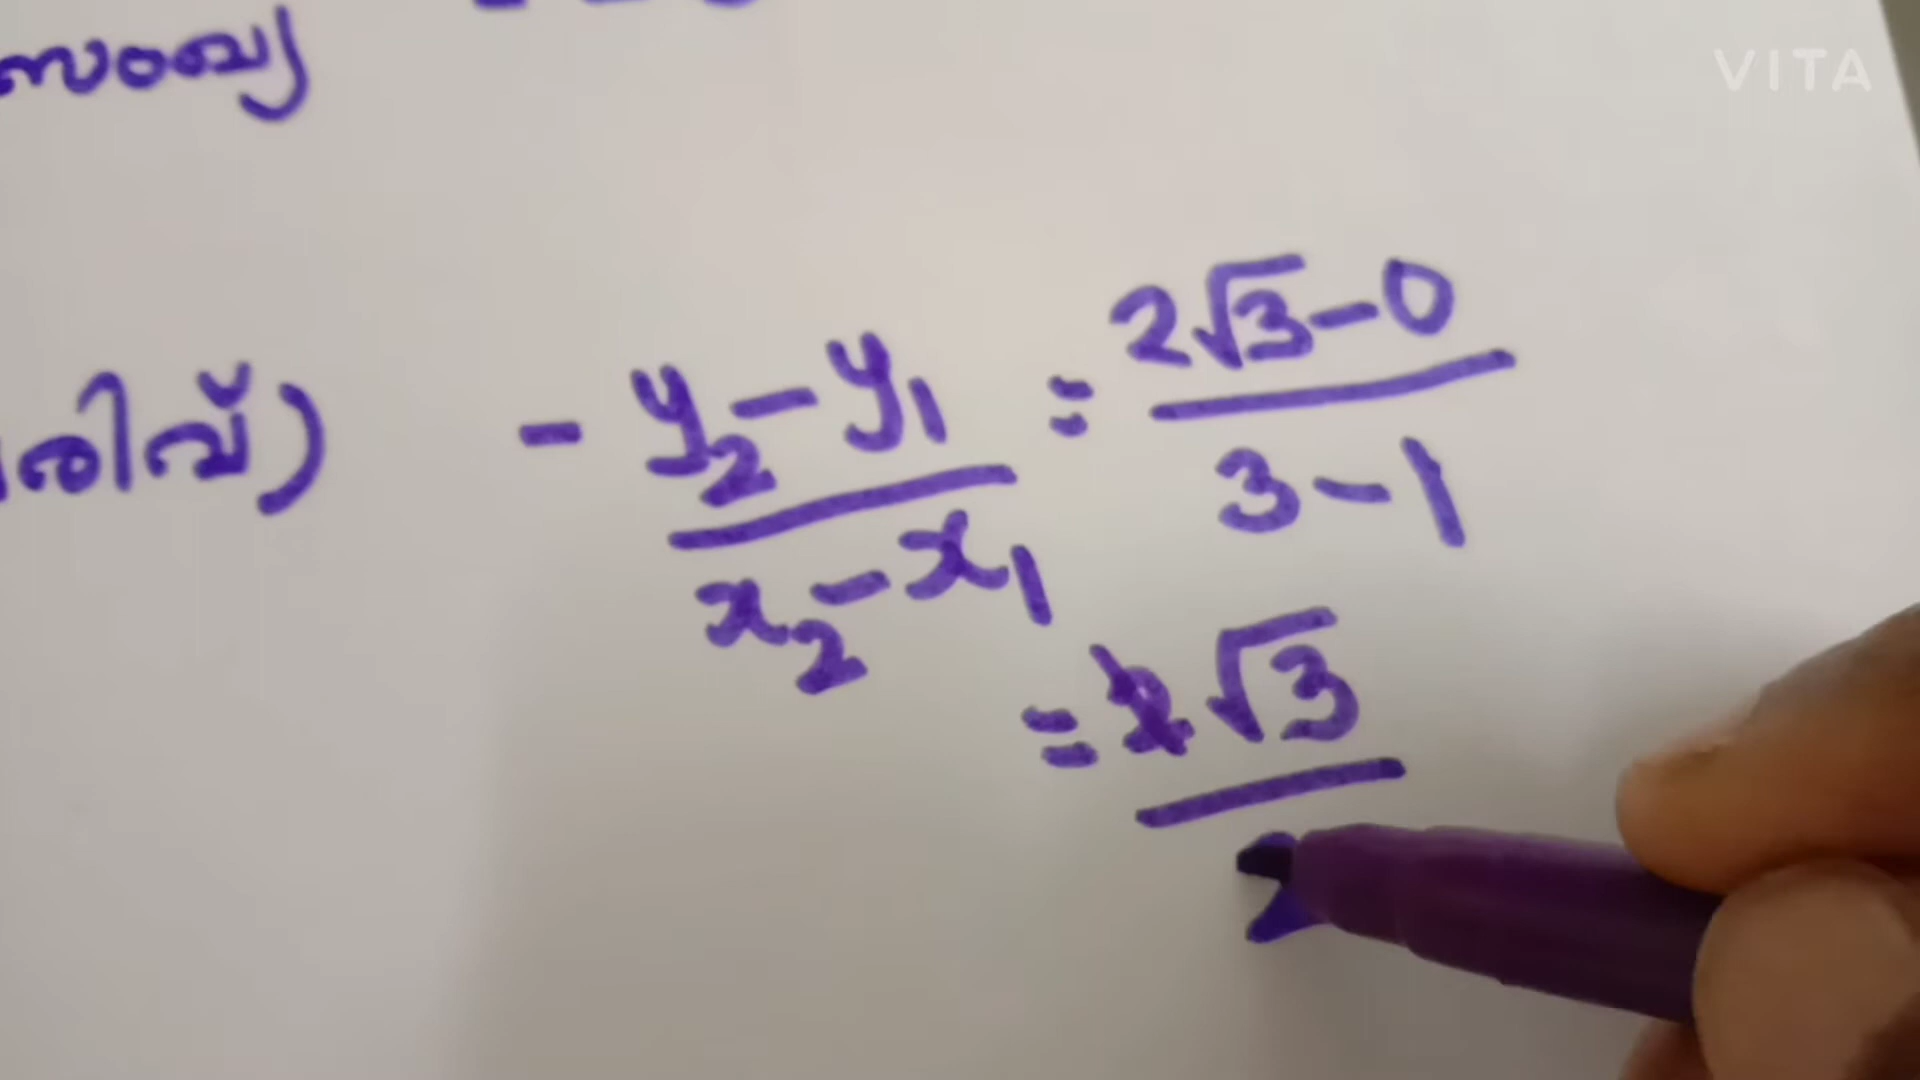 സംഖ്യ
VITA
രിവ്) - y₂-y₁ = 2√3-0
x₂-x₁ 3-1
= 2√3
2